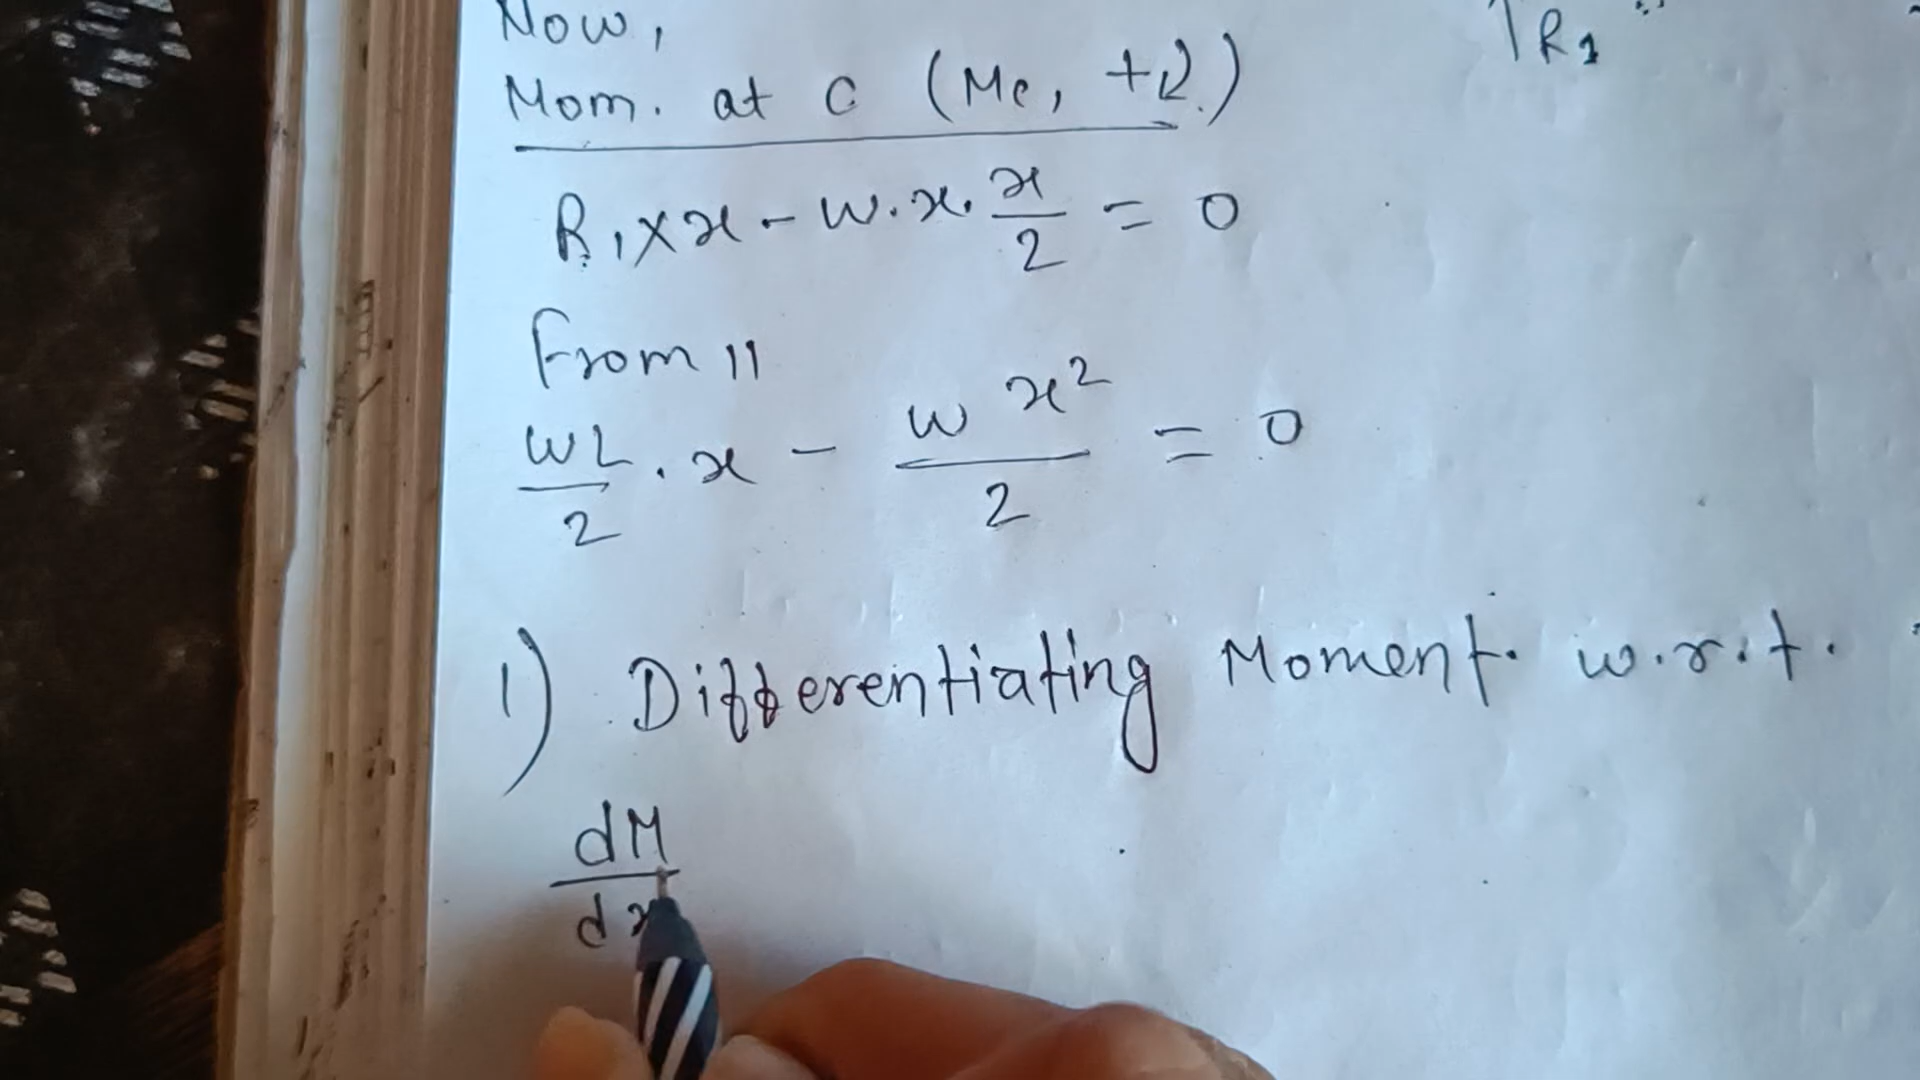 Now,
R1
Mom. at C (Mc, +
R1 × x - w.x. x/2 = 0
From 11
wL/2 . x - w x²/2 = 0
1) Differentiating Moment. w.r.t.
dM/dx